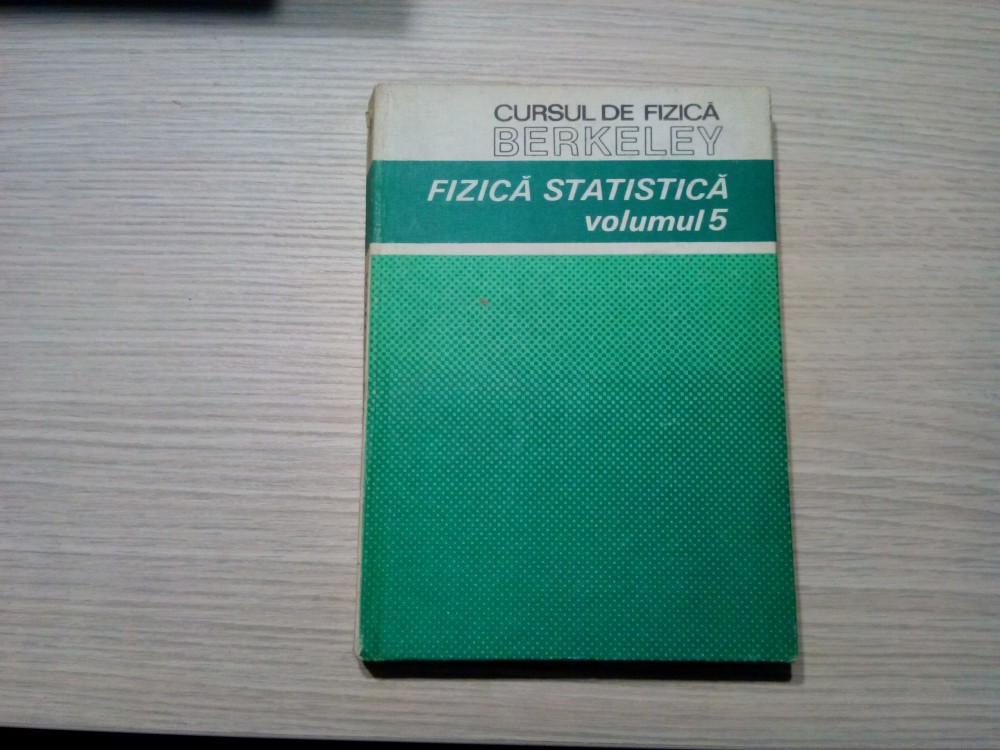 CURSUL DE FIZICĂ
BERKELEY
FIZICĂ STATISTICĂ
volumul 5